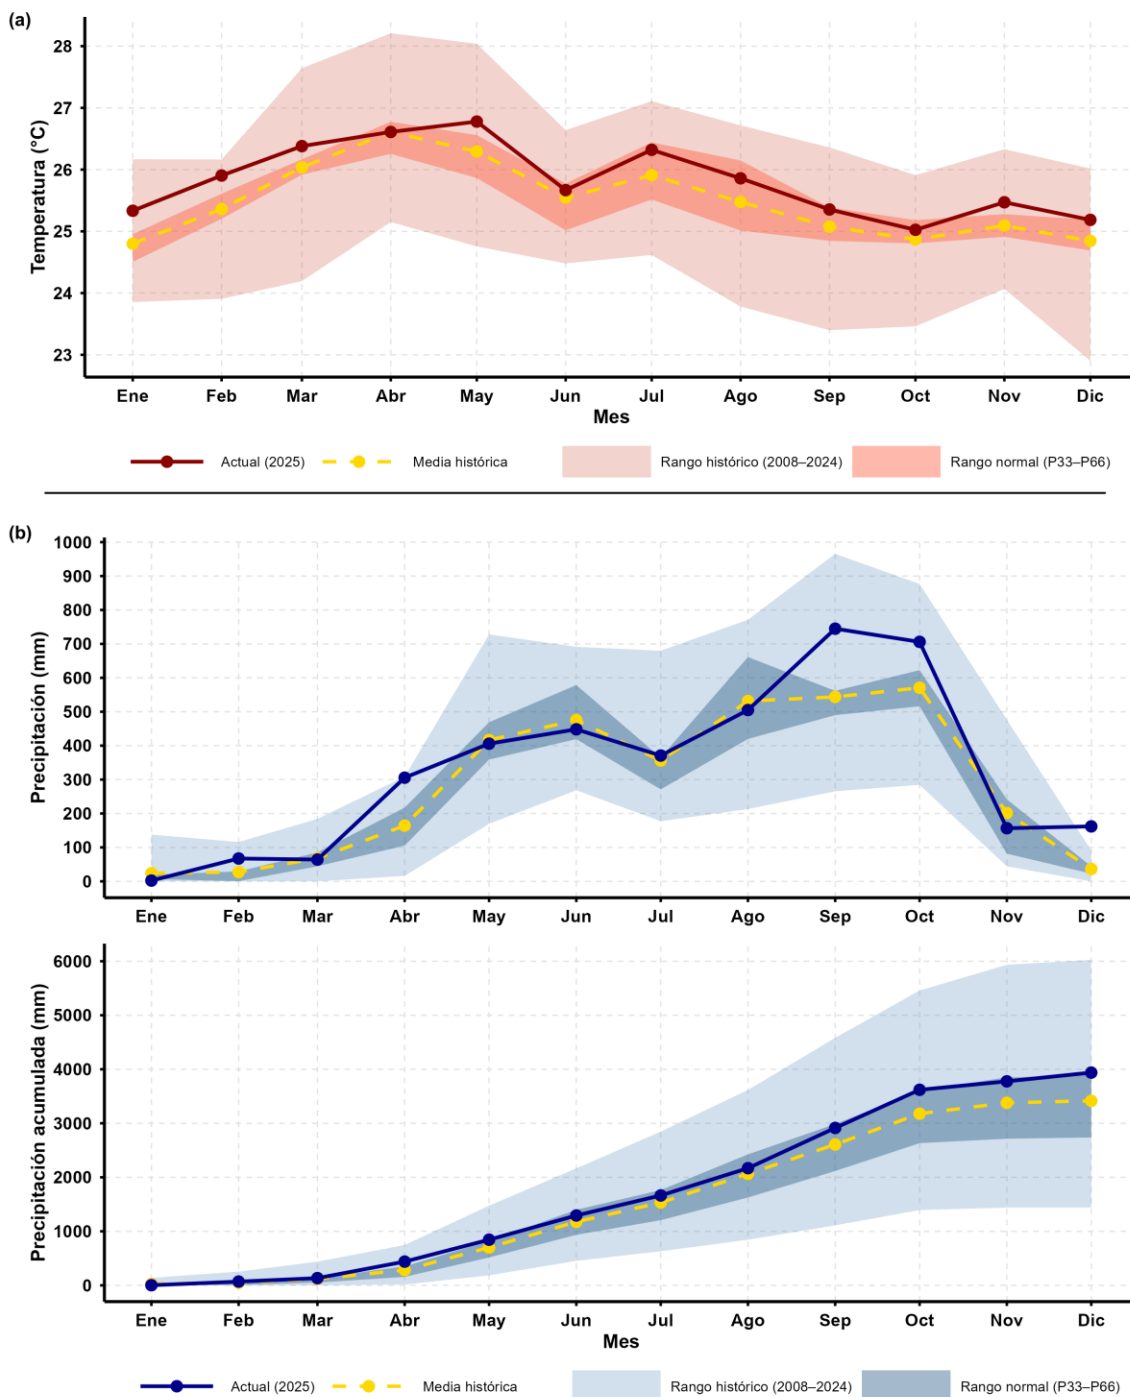 (a)
Temperatura (°C)
28
27
26
25
24
23
Ene Feb Mar Abr May Jun Jul Ago Sep Oct Nov Dic
Mes
Actual (2025) Media histórica Rango histórico (2008–2024) Rango normal (P33–P66)
(b)
Precipitación (mm)
1000
900
800
700
600
500
400
300
200
100
0
Ene Feb Mar Abr May Jun Jul Ago Sep Oct Nov Dic
Precipitación acumulada (mm)
6000
5000
4000
3000
2000
1000
0
Ene Feb Mar Abr May Jun Jul Ago Sep Oct Nov Dic
Mes
Actual (2025) Media histórica Rango histórico (2008–2024) Rango normal (P33–P66)